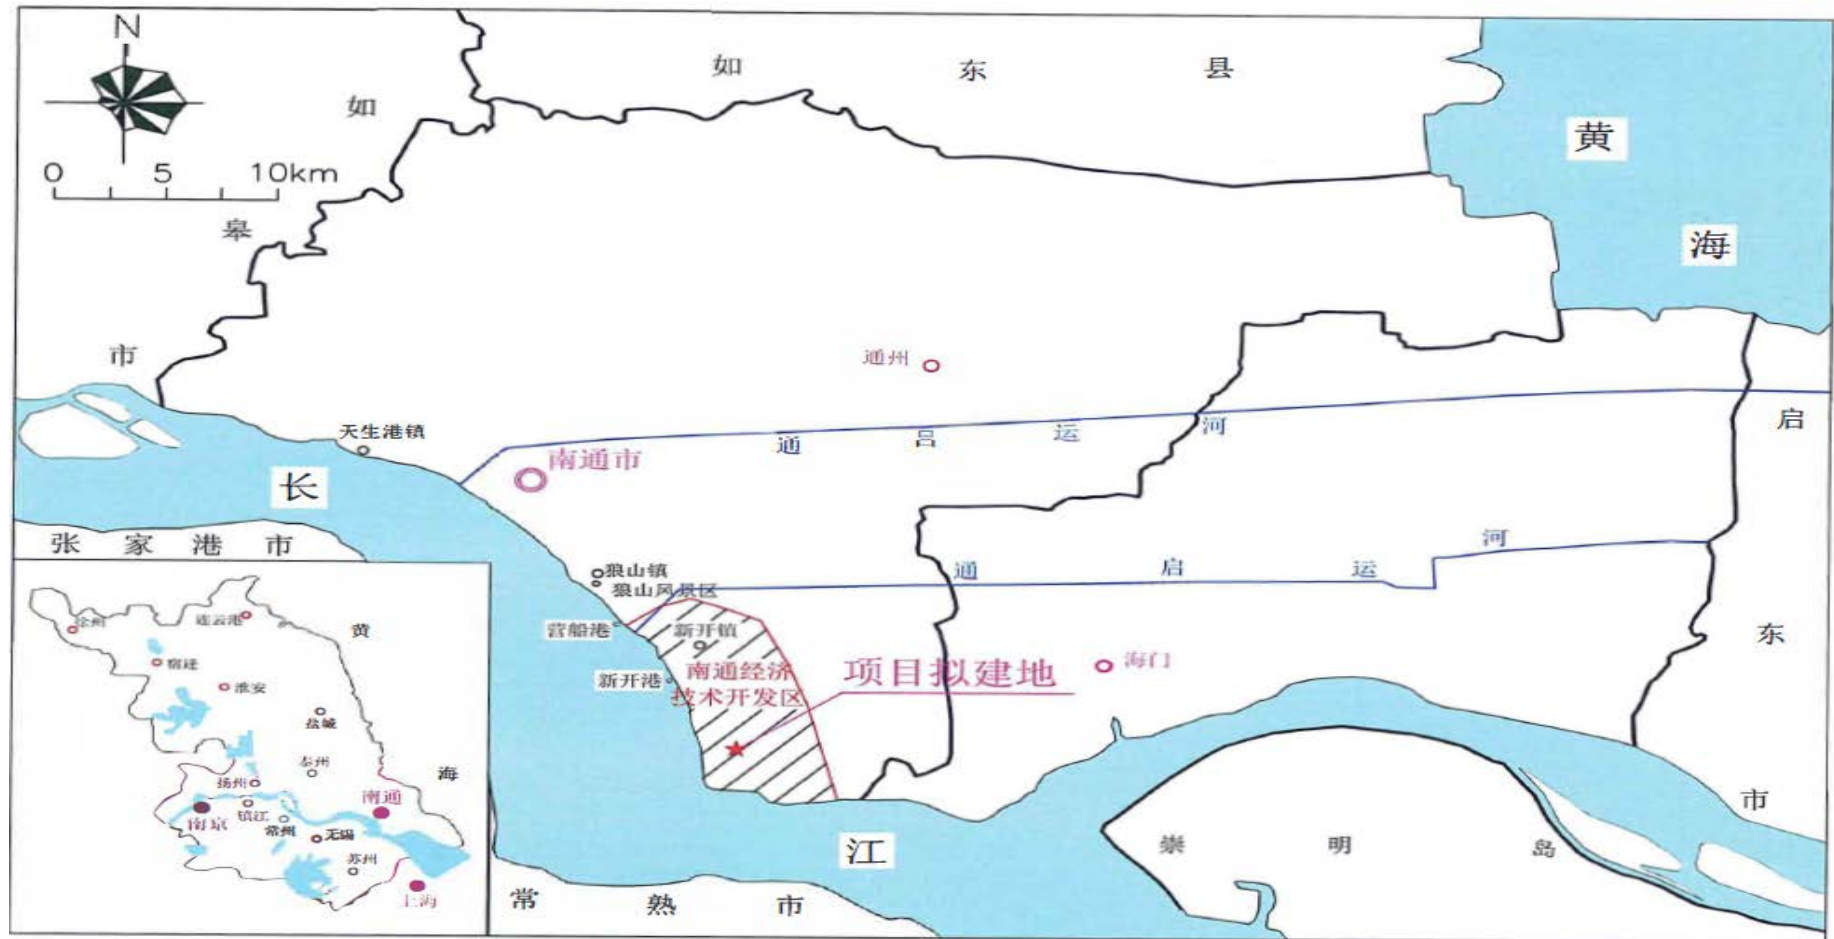 N
0 5 10km
如
皋
市
如 东 县
黄
海
通州
天生港镇
南通市
通 吕 运 河
长
张 家 港 市
狼山镇
狼山风景区
通 启 运 河
营船港
新开镇
新开港
南通经济
技术开发区
项目拟建地
海门
启
东
市
江
崇 明 岛
常 熟 市
徐州
连云港
黄
宿迁
淮安
盐城
海
泰州
扬州
南通
南京
镇江
常州
无锡
苏州
上海